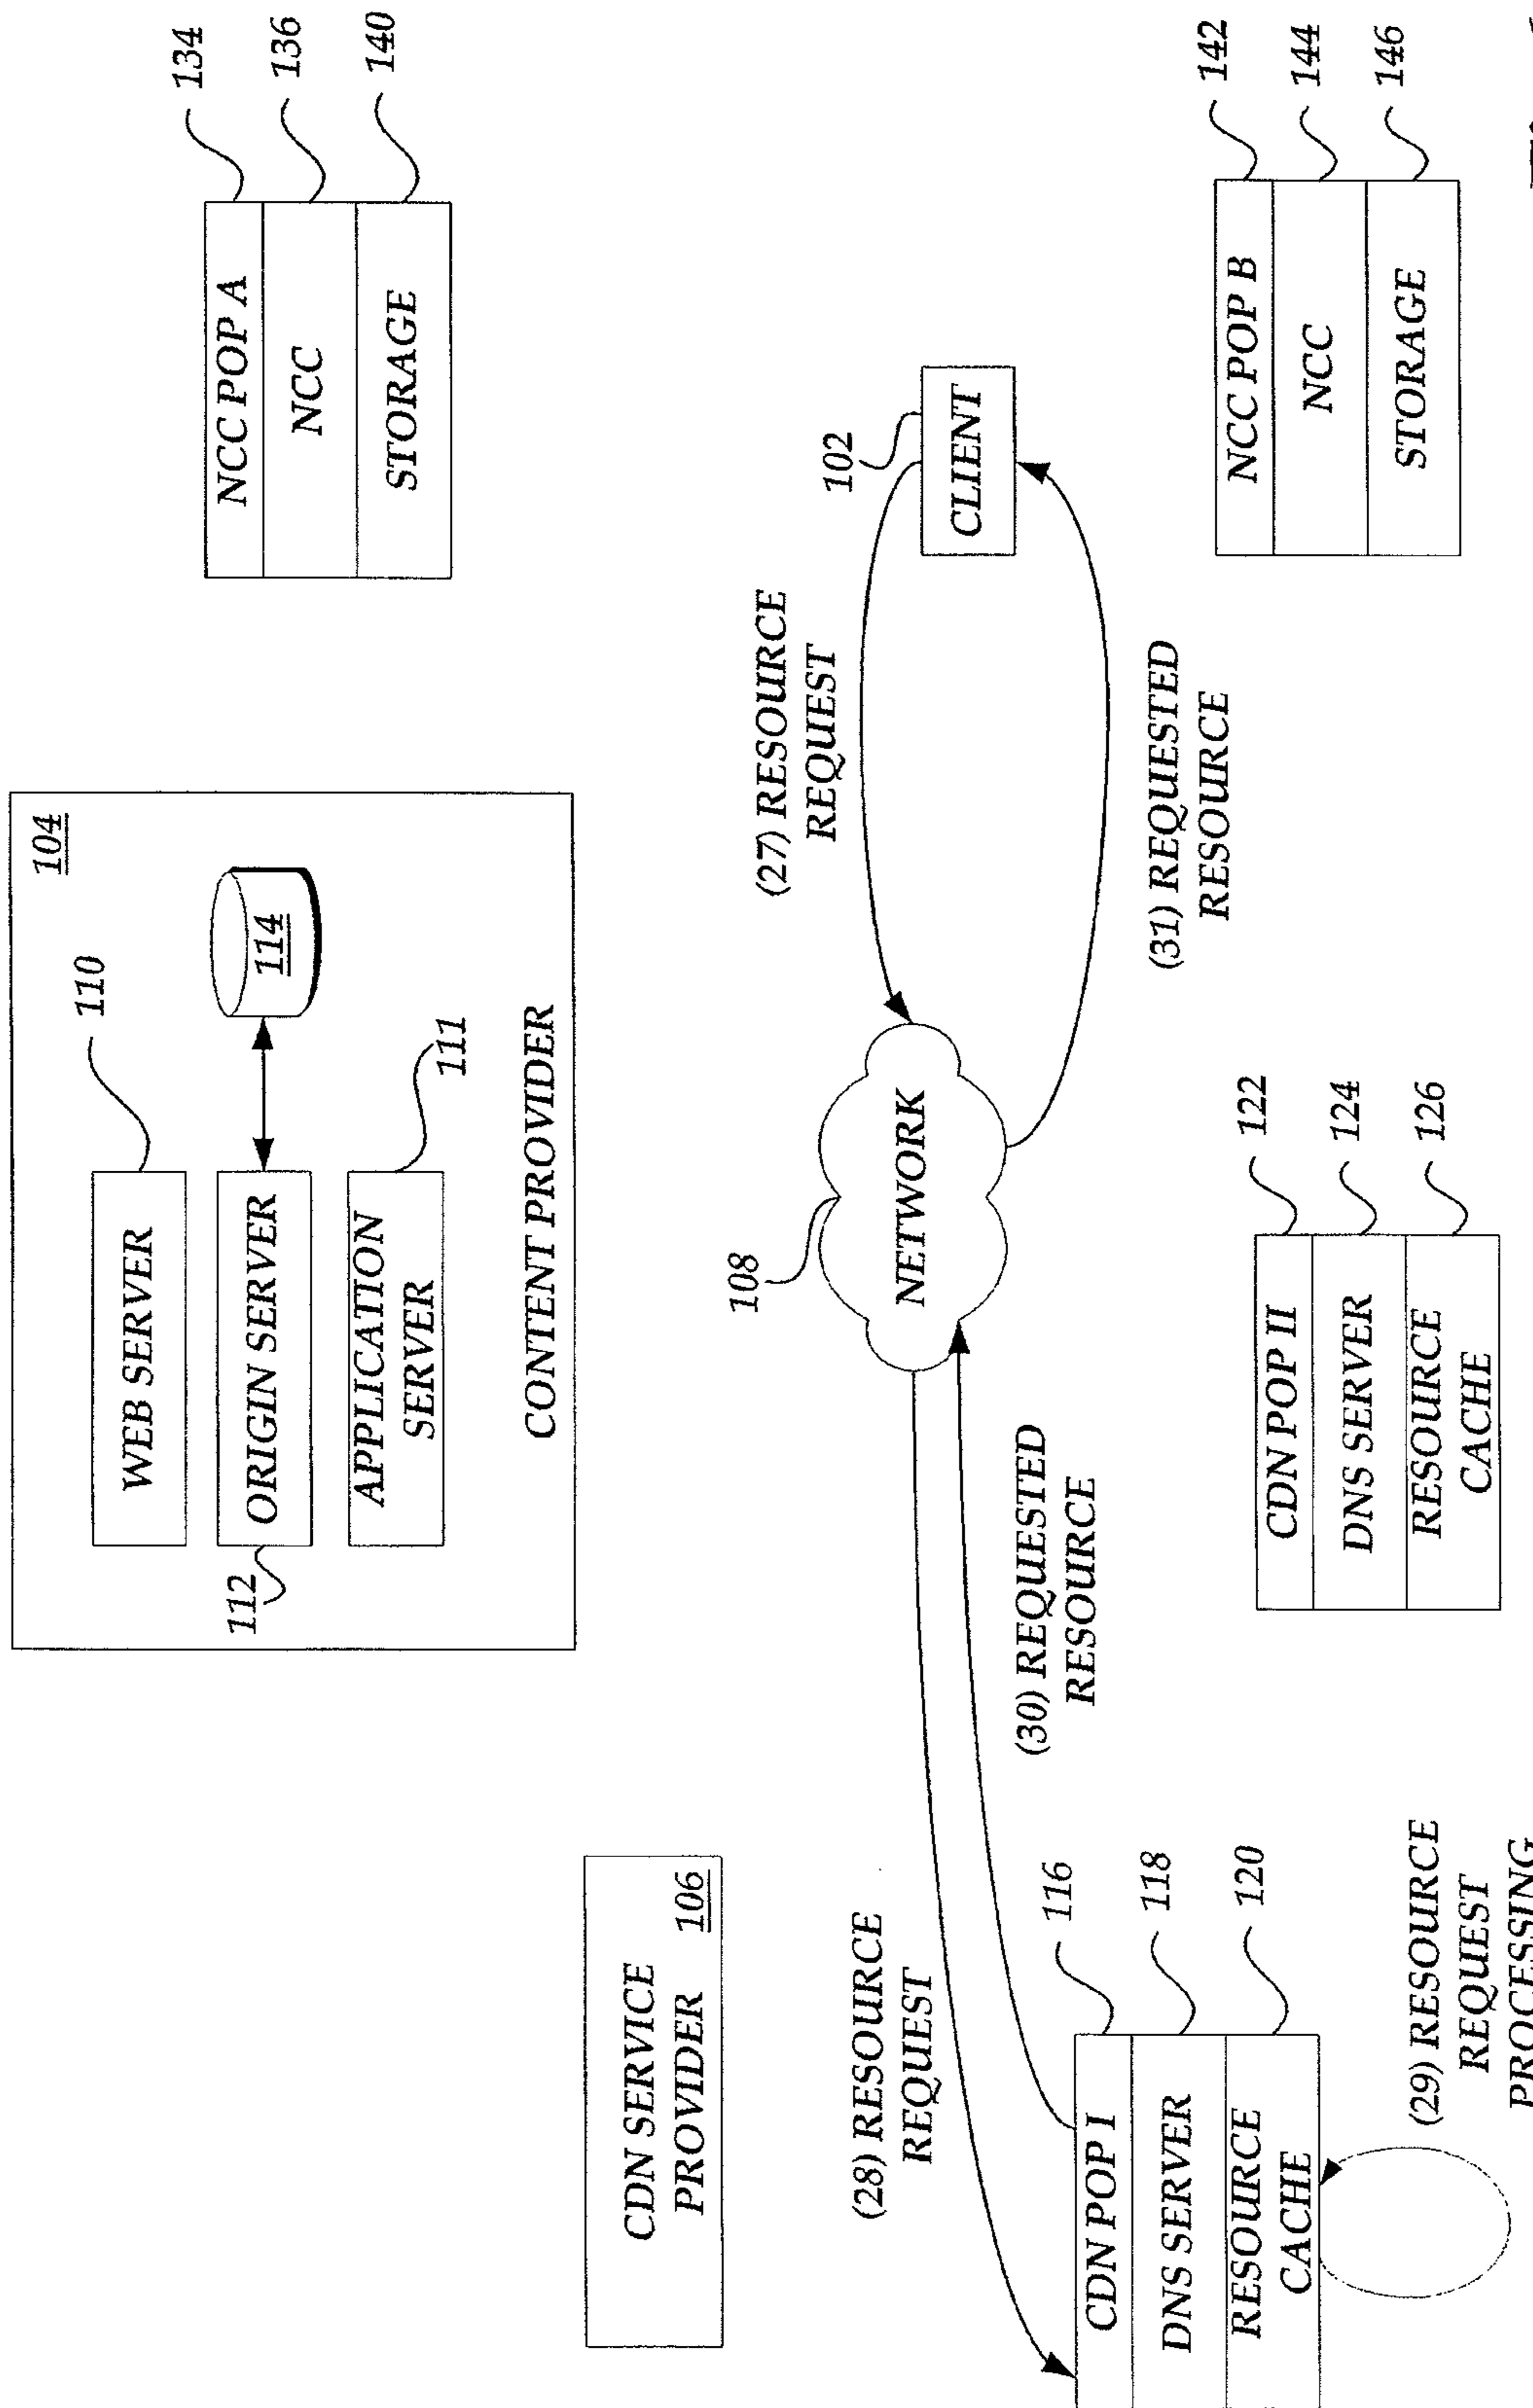 CDN SERVICE
PROVIDER 106
104
WEB SERVER
110
112
ORIGIN SERVER
114
APPLICATION
SERVER
111
CONTENT PROVIDER
NCC POP A
134
NCC
136
STORAGE
140
(28) RESOURCE
REQUEST
108
NETWORK
(27) RESOURCE
REQUEST
102
CLIENT
(30) REQUESTED
RESOURCE
(31) REQUESTED
RESOURCE
CDN POP I
116
DNS SERVER
118
RESOURCE
CACHE
120
(29) RESOURCE
REQUEST
PROCESSING
CDN POP II
122
DNS SERVER
124
RESOURCE
CACHE
126
NCC POP B
142
NCC
144
STORAGE
146